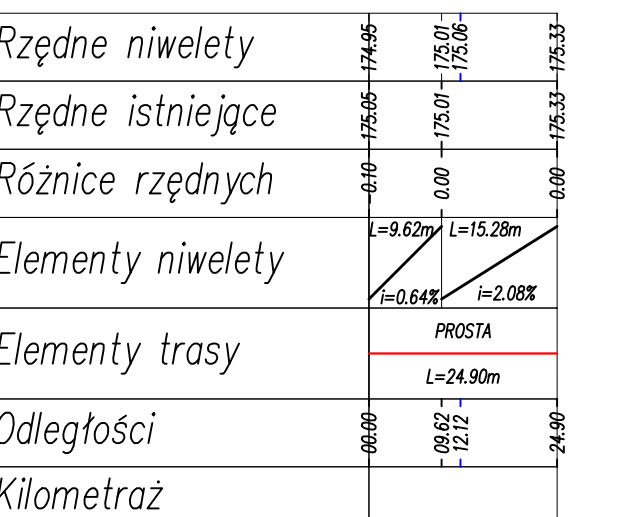 Rzędne niwelety 174.95 175.01 175.06 175.33
Rzędne istniejące 175.05 175.01 175.33
Różnice rzędnych -0.10 0.00 0.00
Elementy niwelety
L=9.62m L=15.28m
i=0.64% i=2.08%
Elementy trasy
PROSTA
L=24.90m
Odległości 00.00 09.62 12.12 24.90
Kilometraż